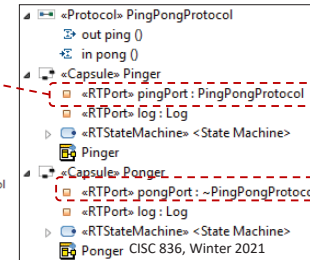 «Protocol» PingPongProtocol
out ping ()
in pong ()
«Capsule» Pinger
«RTPort» pingPort : PingPongProtocol
«RTPort» log : Log
«RTStateMachine» <State Machine>
Pinger
«Capsule» Ponger
«RTPort» pongPort : ~PingPongProtoco
«RTPort» log : Log
«RTStateMachine» <State Machine>
Ponger CISC 836, Winter 2021